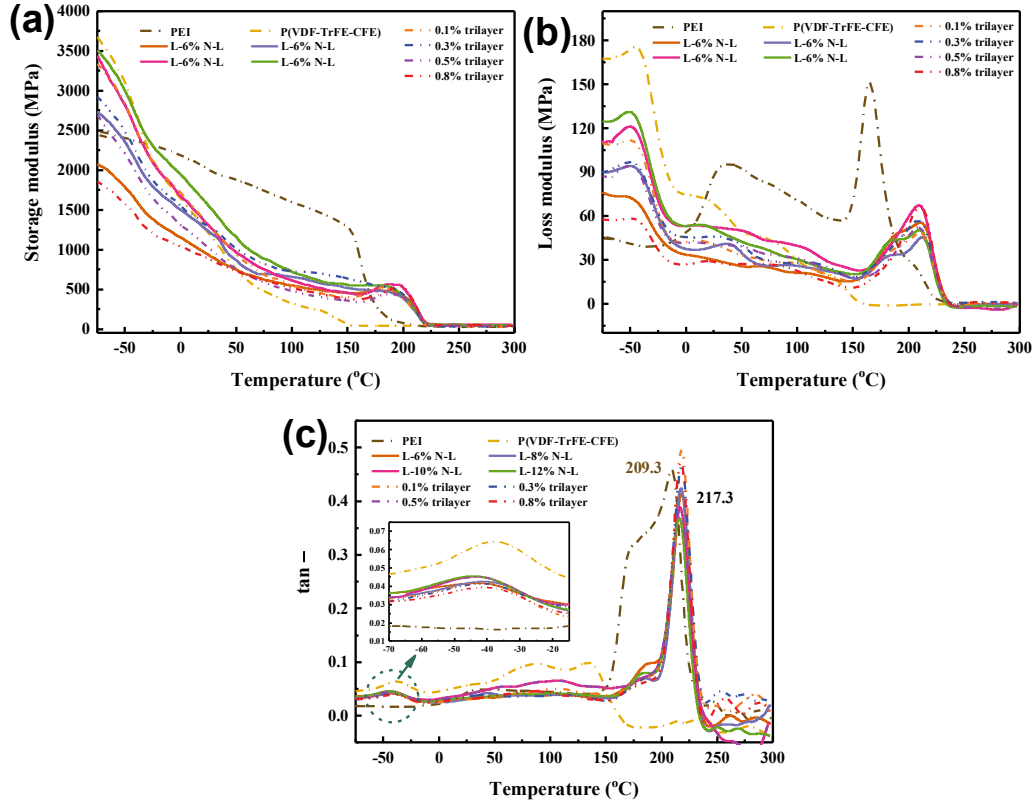 (a)
PEI
P(VDF-TrFE-CFE)
0.1% trilayer
L-6% N-L
L-6% N-L
0.3% trilayer
L-6% N-L
L-6% N-L
0.5% trilayer
0.8% trilayer
Storage modulus (MPa)
4000
3500
3000
2500
2000
1500
1000
500
0
-50 0 50 100 150 200 250 300
Temperature (°C)
(b)
PEI
P(VDF-TrFE-CFE)
0.1% trilayer
L-6% N-L
L-6% N-L
0.3% trilayer
L-6% N-L
L-6% N-L
0.5% trilayer
0.8% trilayer
Loss modulus (MPa)
180
150
120
90
60
30
0
-50 0 50 100 150 200 250 300
Temperature (°C)
(c)
PEI
P(VDF-TrFE-CFE)
L-6% N-L
L-8% N-L
L-10% N-L
L-12% N-L
0.1% trilayer
0.3% trilayer
0.5% trilayer
0.8% trilayer
209.3
217.3
tan –
0.5
0.4
0.3
0.2
0.1
0.0
0.07
0.06
0.05
0.04
0.03
0.02
0.01
-70 -60 -50 -40 -30 -20
-50 0 50 100 150 200 250 300
Temperature (°C)